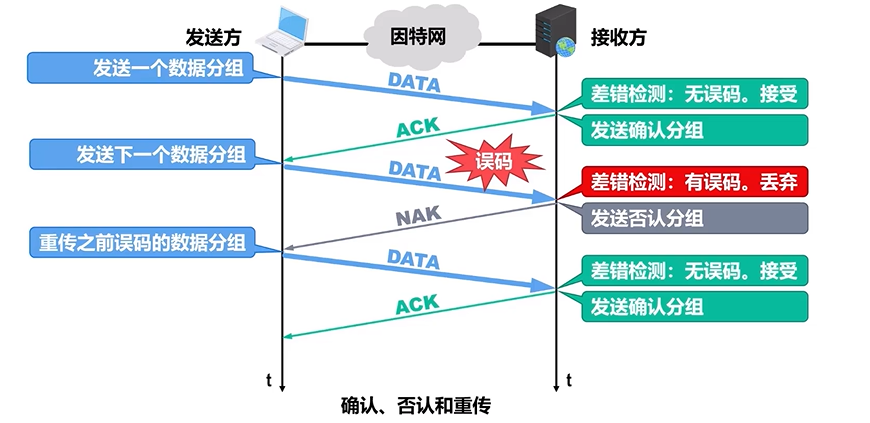 发送方
因特网
接收方
发送一个数据分组
DATA
差错检测：无误码。接受
ACK
发送确认分组
发送下一个数据分组
DATA
误码
差错检测：有误码。丢弃
NAK
发送否认分组
重传之前误码的数据分组
DATA
差错检测：无误码。接受
ACK
发送确认分组
t
t
确认、否认和重传